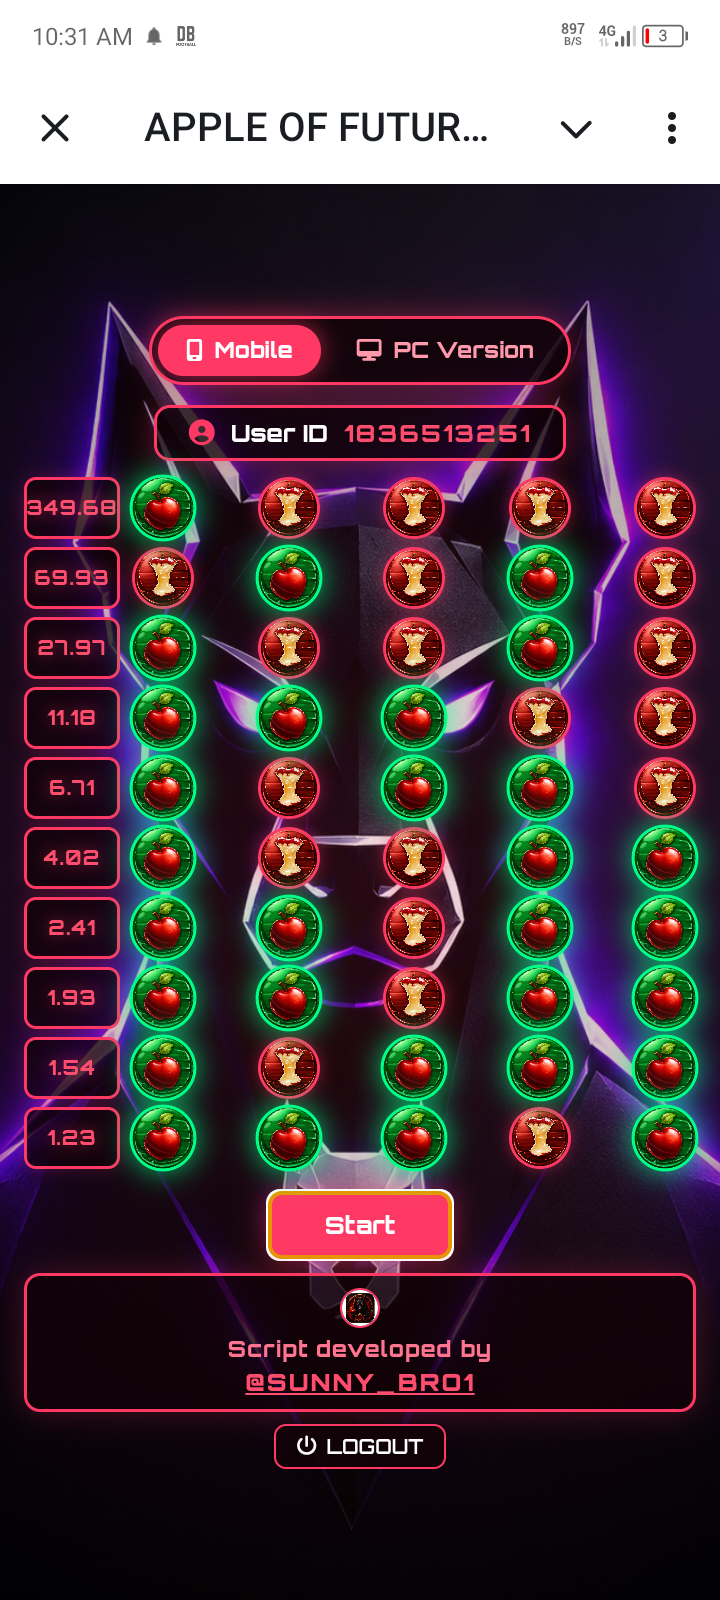 10:31 AM
DB
FOOTBALL
897
B/S
4G
3
APPLE OF FUTUR...
Mobile
PC Version
User ID 1836513251
349.68
69.93
27.97
11.18
6.71
4.02
2.41
1.93
1.54
1.23
Start
Script developed by
@SUNNY_BRO1
LOGOUT